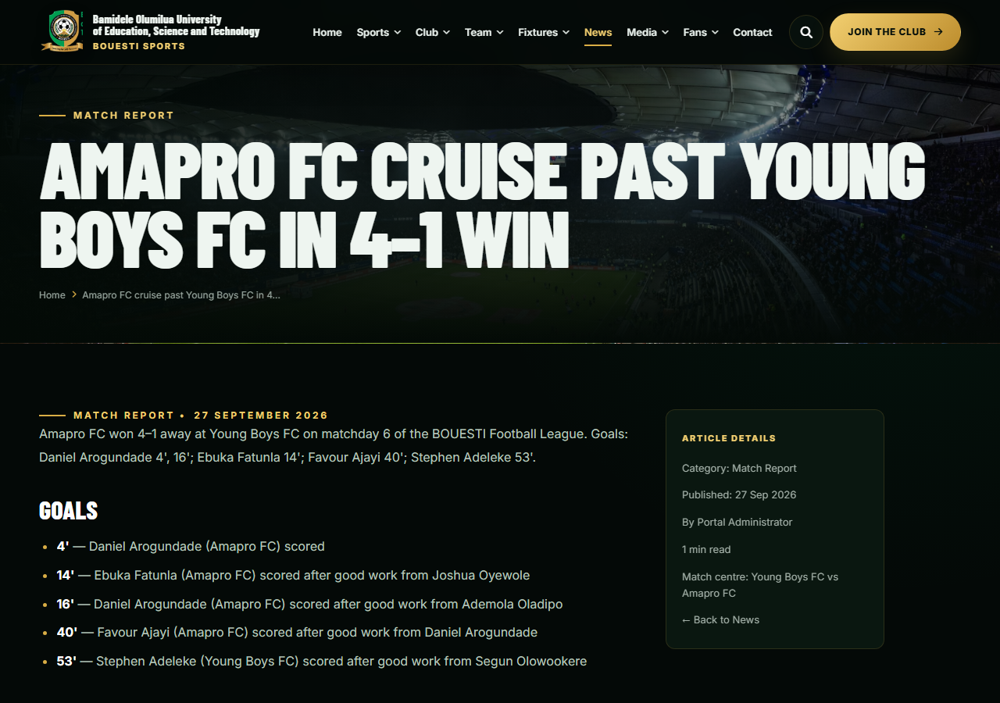 Bamidele Olumilua University
of Education, Science and Technology
BOUESTI SPORTS
Home Sports Club Team Fixtures News Media Fans Contact
JOIN THE CLUB →
MATCH REPORT
AMAPRO FC CRUISE PAST YOUNG
BOYS FC IN 4–1 WIN
Home > Amapro FC cruise past Young Boys FC in 4...
MATCH REPORT • 27 SEPTEMBER 2026
Amapro FC won 4–1 away at Young Boys FC on matchday 6 of the BOUESTI Football League. Goals:
Daniel Arogundade 4', 16'; Ebuka Fatunla 14'; Favour Ajayi 40'; Stephen Adeleke 53'.
GOALS
• 4' — Daniel Arogundade (Amapro FC) scored
• 14' — Ebuka Fatunla (Amapro FC) scored after good work from Joshua Oyewole
• 16' — Daniel Arogundade (Amapro FC) scored after good work from Ademola Oladipo
• 40' — Favour Ajayi (Amapro FC) scored after good work from Daniel Arogundade
• 53' — Stephen Adeleke (Young Boys FC) scored after good work from Segun Olowookere
ARTICLE DETAILS
Category: Match Report
Published: 27 Sep 2026
By Portal Administrator
1 min read
Match centre: Young Boys FC vs
Amapro FC
← Back to News